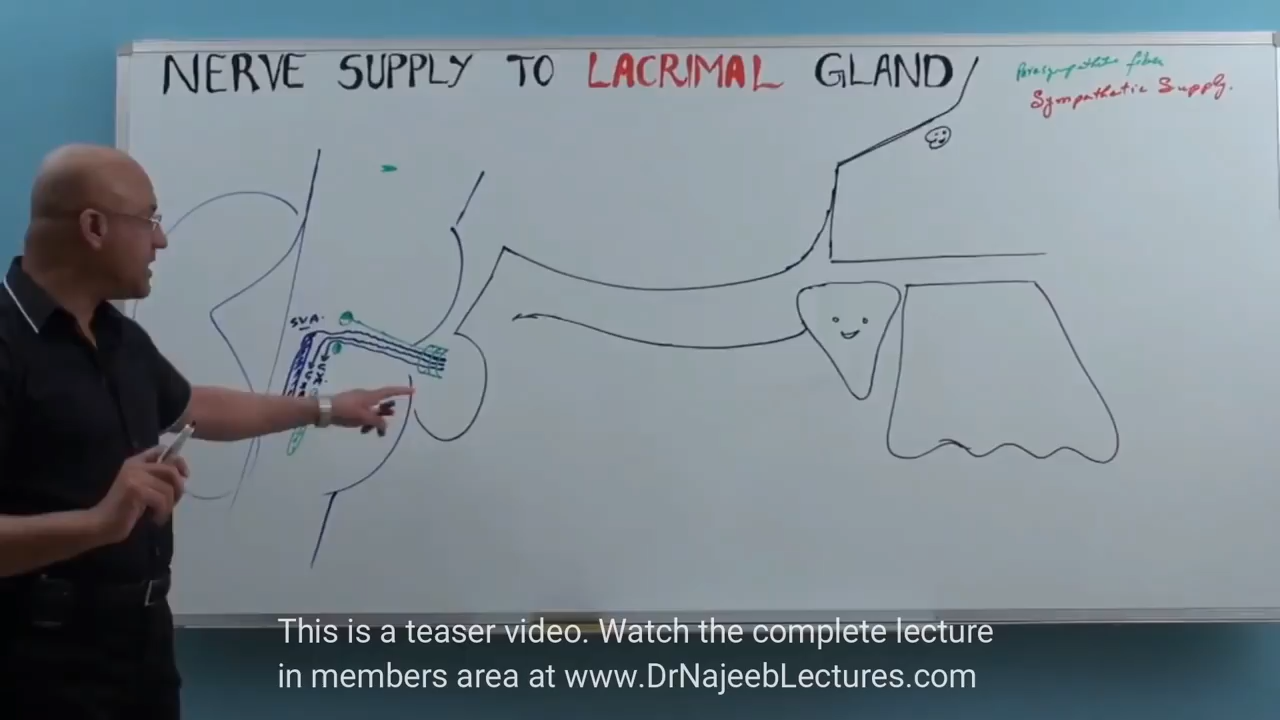 NERVE SUPPLY TO LACRIMAL GLAND
Parasympathetic fiber
Sympathetic Supply.
SVA.
This is a teaser video. Watch the complete lecture
in members area at www.DrNajeebLectures.com